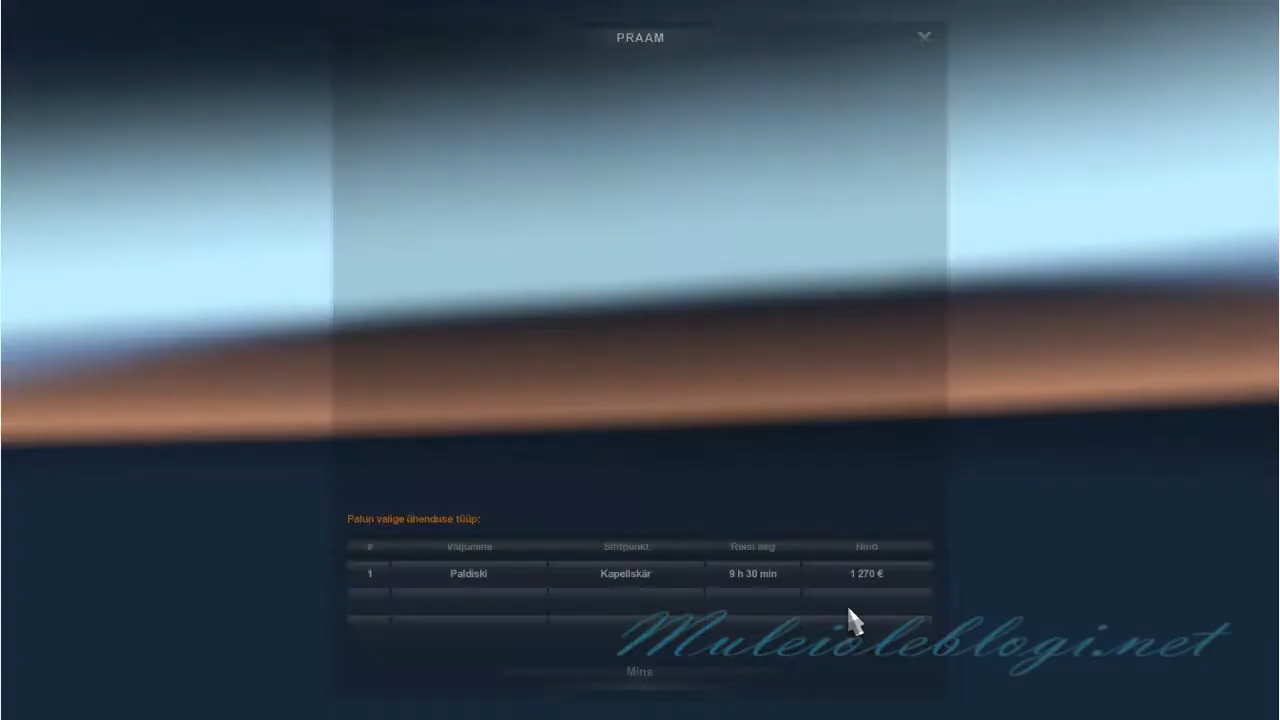 PRAAM
Palun valige ühenduse tüüp:
# Väljumine Sihtpunkt Reisi aeg Hind
1 Paldiski Kapellskär 9 h 30 min 1 270 €
Muleioleblogi.net
Mine